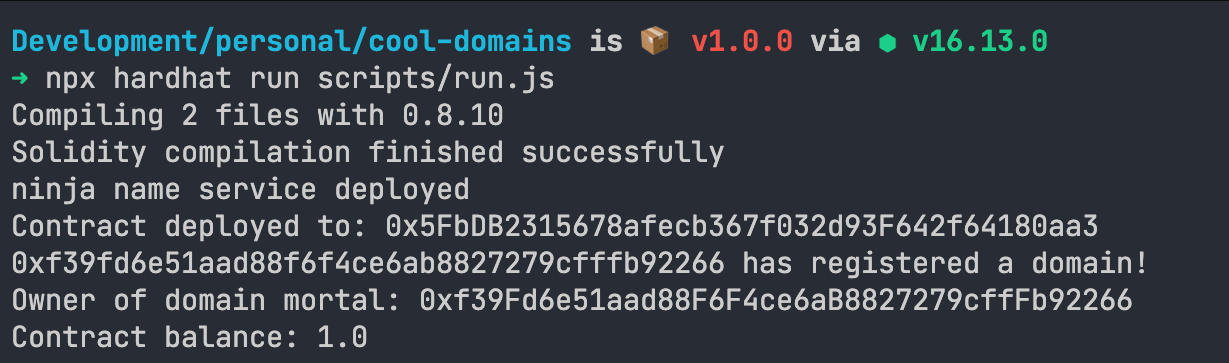 Development/personal/cool-domains is 📦 v1.0.0 via ⬢ v16.13.0
➜ npx hardhat run scripts/run.js
Compiling 2 files with 0.8.10
Solidity compilation finished successfully
ninja name service deployed
Contract deployed to: 0x5FbDB2315678afecb367f032d93F642f64180aa3
0xf39fd6e51aad88f6f4ce6ab8827279cfffb92266 has registered a domain!
Owner of domain mortal: 0xf39Fd6e51aad88F6F4ce6aB8827279cffFb92266
Contract balance: 1.0